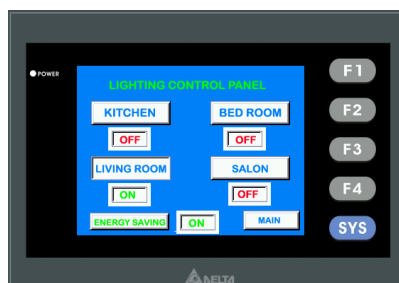 POWER
LIGHTING CONTROL PANEL
KITCHEN BED ROOM
OFF OFF
LIVING ROOM SALON
ON OFF
ENERGY SAVING ON MAIN
F1
F2
F3
F4
SYS
DELTA